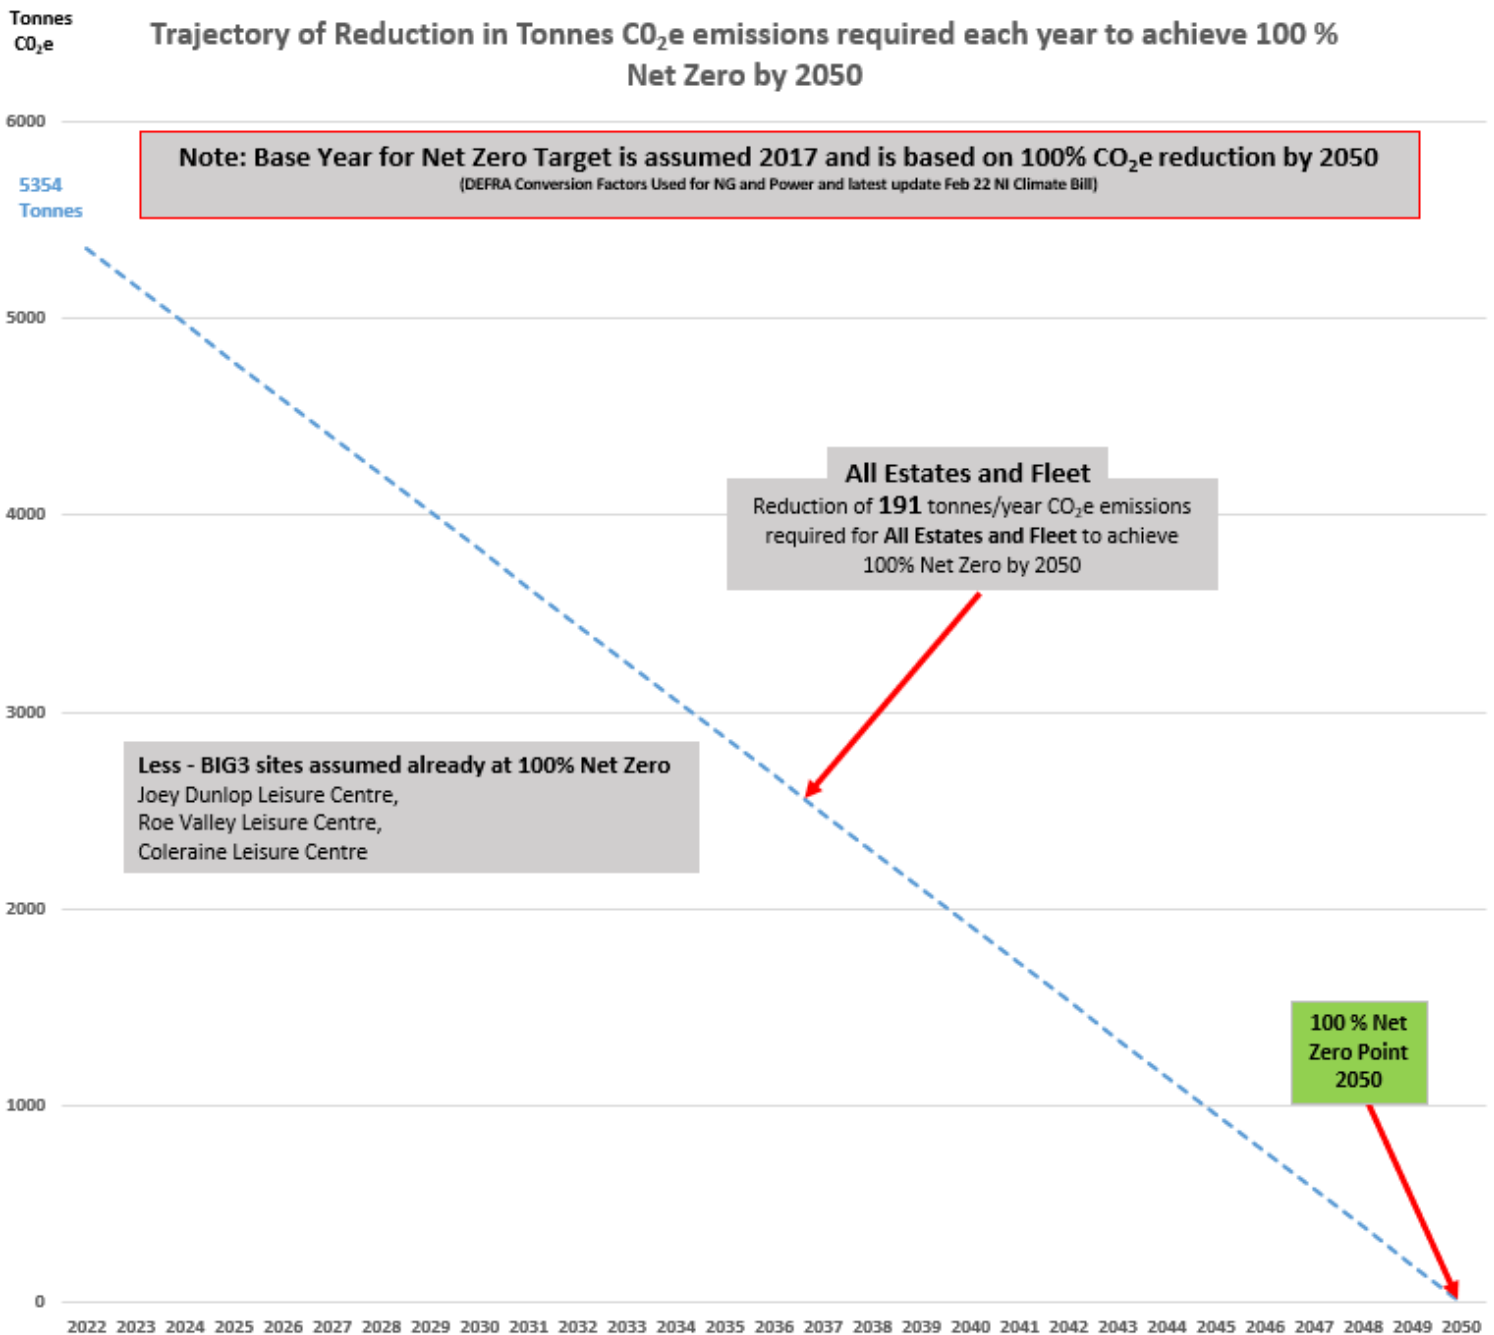 Tonnes
C0₂e
Trajectory of Reduction in Tonnes C0₂e emissions required each year to achieve 100 %
Net Zero by 2050
6000
Note: Base Year for Net Zero Target is assumed 2017 and is based on 100% CO₂e reduction by 2050
(DEFRA Conversion Factors Used for NG and Power and latest update Feb 22 NI Climate Bill)
5354
Tonnes
5000
All Estates and Fleet
Reduction of 191 tonnes/year CO₂e emissions
required for All Estates and Fleet to achieve
100% Net Zero by 2050
4000
3000
Less - BIG3 sites assumed already at 100% Net Zero
Joey Dunlop Leisure Centre,
Roe Valley Leisure Centre,
Coleraine Leisure Centre
2000
100 % Net
Zero Point
2050
1000
0
2022 2023 2024 2025 2026 2027 2028 2029 2030 2031 2032 2033 2034 2035 2036 2037 2038 2039 2040 2041 2042 2043 2044 2045 2046 2047 2048 2049 2050